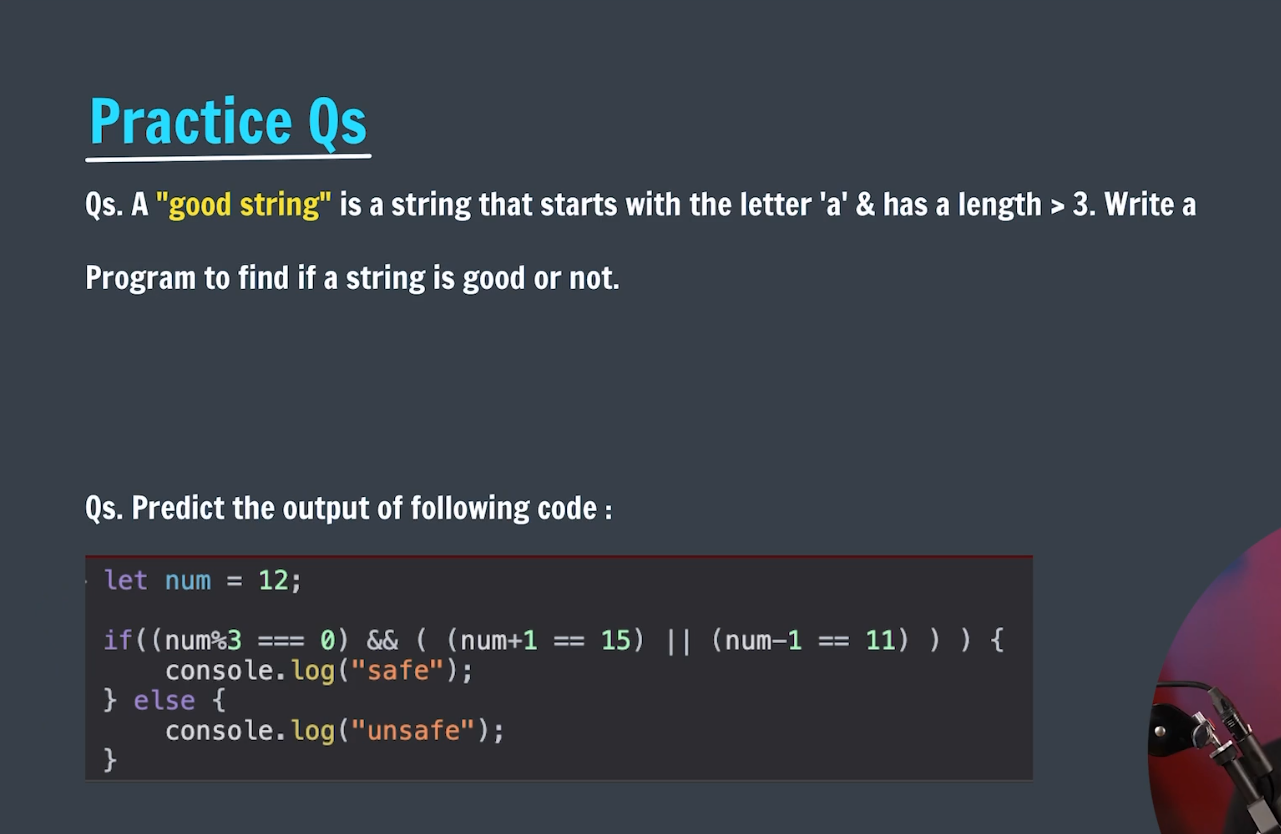 Practice Qs
Qs. A "good string" is a string that starts with the letter 'a' & has a length > 3. Write a
Program to find if a string is good or not.
Qs. Predict the output of following code :
let num = 12;
if((num%3 === 0) && ( (num+1 == 15) || (num-1 == 11) ) ) {
    console.log("safe");
} else {
    console.log("unsafe");
}